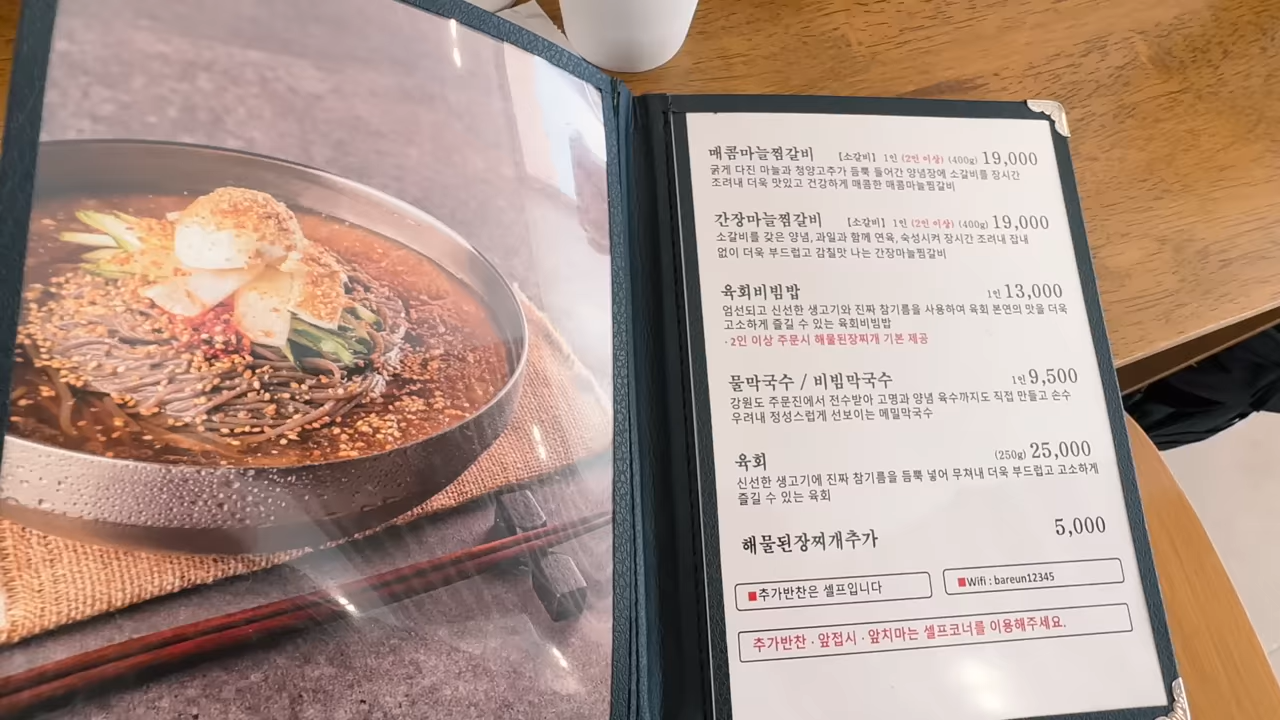 매콤마늘찜갈비 [소갈비] 1인 (2인 이상) (400g) 19,000
굵게 다진 마늘과 청양고추가 듬뿍 들어간 양념장에 소갈비를 장시간
조려내 더욱 맛있고 건강하게 매콤한 매콤마늘찜갈비
간장마늘찜갈비 [소갈비] 1인 (2인 이상) (400g) 19,000
소갈비를 갖은 양념, 과일과 함께 연육, 숙성시켜 장시간 조려내 잡내
없이 더욱 부드럽고 감칠맛 나는 간장마늘찜갈비
육회비빔밥 1인 13,000
엄선되고 신선한 생고기와 진짜 참기름을 사용하여 육회 본연의 맛을 더욱
고소하게 즐길 수 있는 육회비빔밥
· 2인 이상 주문시 해물된장찌개 기본 제공
물막국수 / 비빔막국수 1인 9,500
강원도 주문진에서 전수받아 고명과 양념 육수까지도 직접 만들고 손수
우려내 정성스럽게 선보이는 메밀막국수
육회 (250g) 25,000
신선한 생고기에 진짜 참기름을 듬뿍 넣어 무쳐내 더욱 부드럽고 고소하게
즐길 수 있는 육회
해물된장찌개추가 5,000
■추가반찬은 셀프입니다 ■Wifi : bareun12345
추가반찬 · 앞접시 · 앞치마는 셀프코너를 이용해주세요.